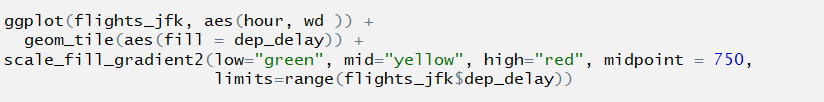 ggplot(flights_jfk, aes(hour, wd )) +
  geom_tile(aes(fill = dep_delay)) +
scale_fill_gradient2(low="green", mid="yellow", high="red", midpoint = 750,
                     limits=range(flights_jfk$dep_delay))